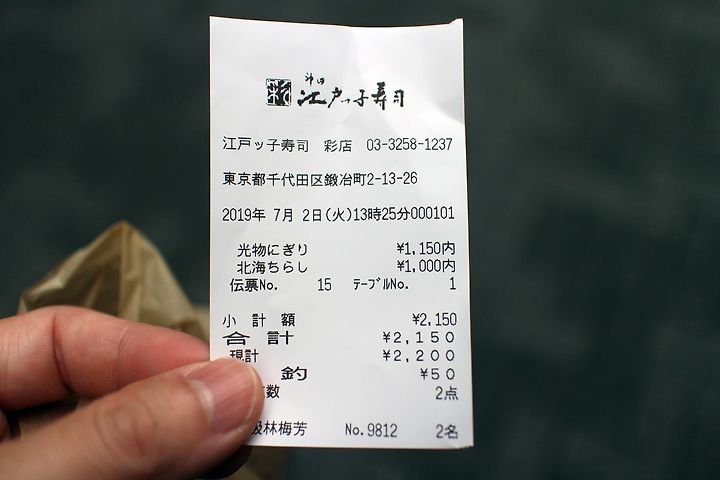 彩 神田 江戸っ子寿司
江戸ッ子寿司 彩店 03-3258-1237
東京都千代田区鍛冶町2-13-26
2019年 7月 2日(火)13時25分000101
光物にぎり ¥1,150内
北海ちらし ¥1,000内
伝票No. 15 テーブルNo. 1
小計額 ¥2,150
合計 ¥2,150
現計 ¥2,200
釣 ¥50
数 2点
林梅芳 No.9812 2名